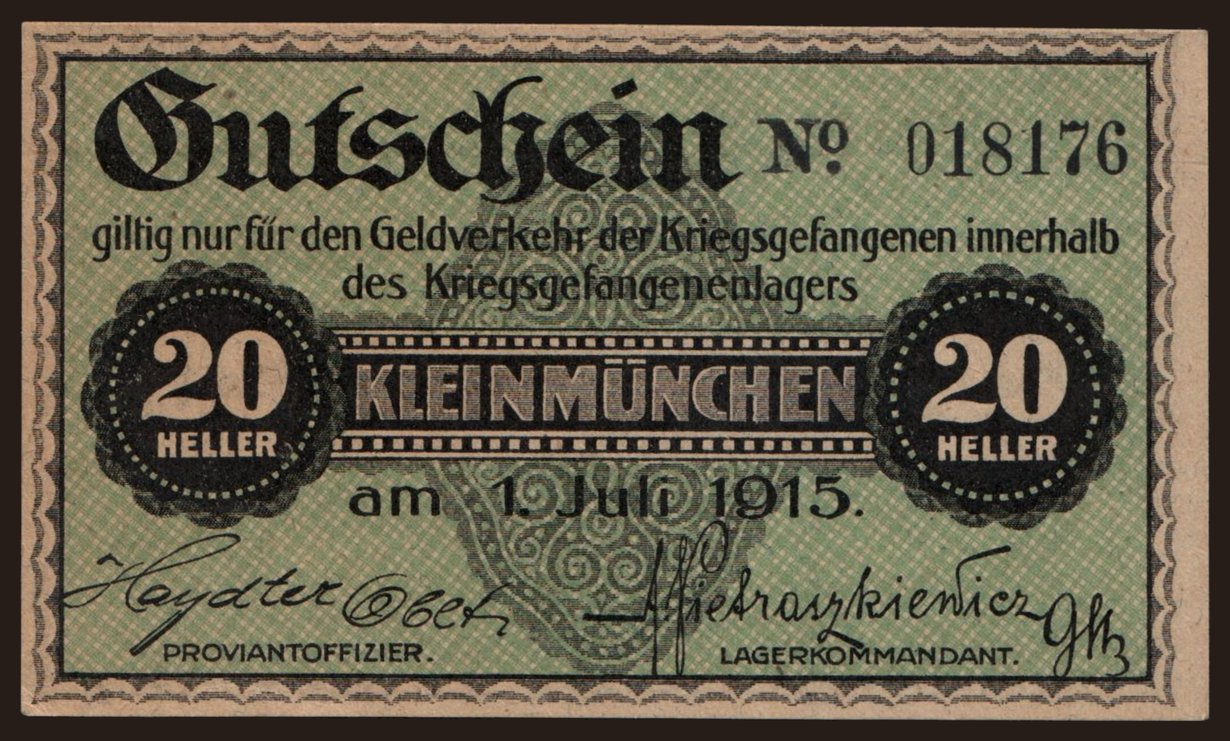 Gutschein No. 018176
giltig nur für den Geldverkehr der Kriegsgefangenen innerhalb
des Kriegsgefangenenlagers
20 HELLER
KLEINMÜNCHEN
20 HELLER
am 1. Juli 1915.
Haydter
Pietraszkiewicz
PROVIANTOFFIZIER.
LAGERKOMMANDANT.